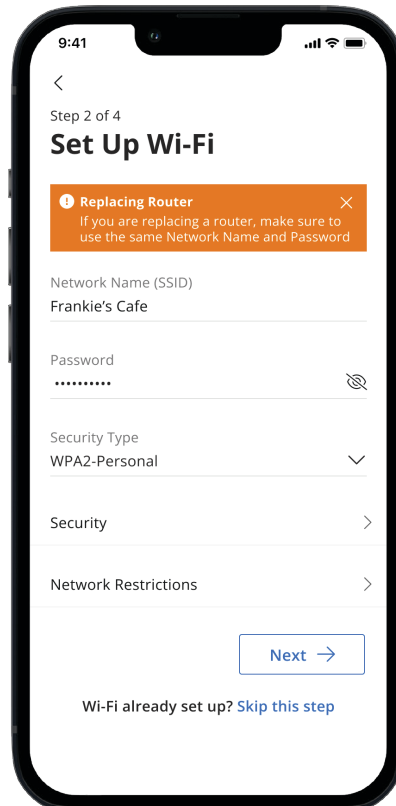 9:41
Step 2 of 4
Set Up Wi-Fi
Replacing Router
If you are replacing a router, make sure to
use the same Network Name and Password
Network Name (SSID)
Frankie’s Cafe
Password
••••••••••
Security Type
WPA2-Personal
Security
Network Restrictions
Next
Wi-Fi already set up? Skip this step